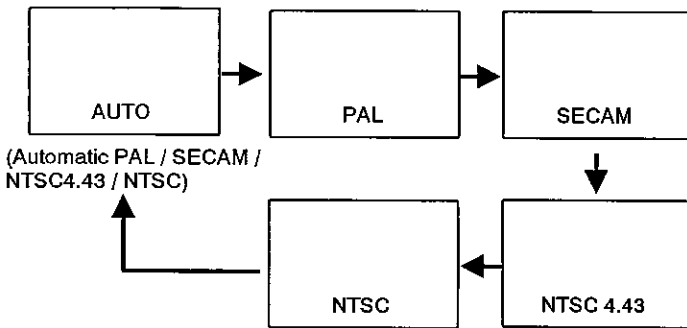 AUTO
PAL
SECAM
(Automatic PAL / SECAM /
NTSC4.43 / NTSC)
NTSC
NTSC 4.43